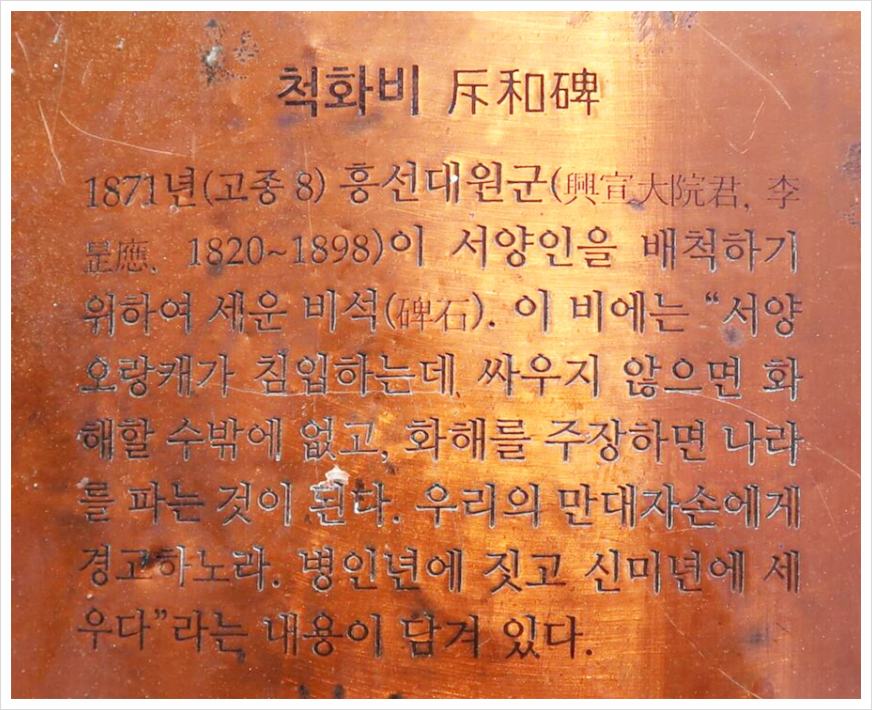 척화비 斥和碑
1871년(고종 8) 흥선대원군(興宣大院君, 李
昰應, 1820~1898)이 서양인을 배척하기
위하여 세운 비석(碑石). 이 비에는 “서양
오랑캐가 침입하는데 싸우지 않으면 화
해할 수밖에 없고, 화해를 주장하면 나라
를 파는 것이 된다. 우리의 만대자손에게
경고하노라. 병인년에 짓고 신미년에 세
우다”라는 내용이 담겨 있다.